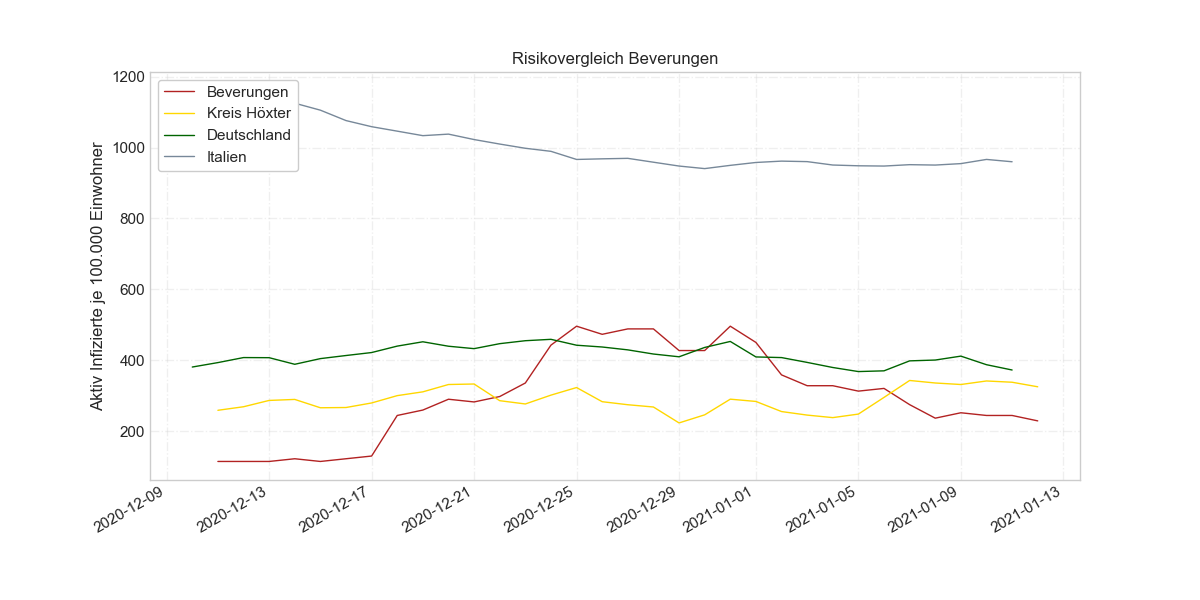 Risikovergleich Beverungen
Aktiv Infizierte je 100.000 Einwohner
1200
1000
800
600
400
200
Beverungen
Kreis Höxter
Deutschland
Italien
2020-12-09
2020-12-13
2020-12-17
2020-12-21
2020-12-25
2020-12-29
2021-01-01
2021-01-05
2021-01-09
2021-01-13